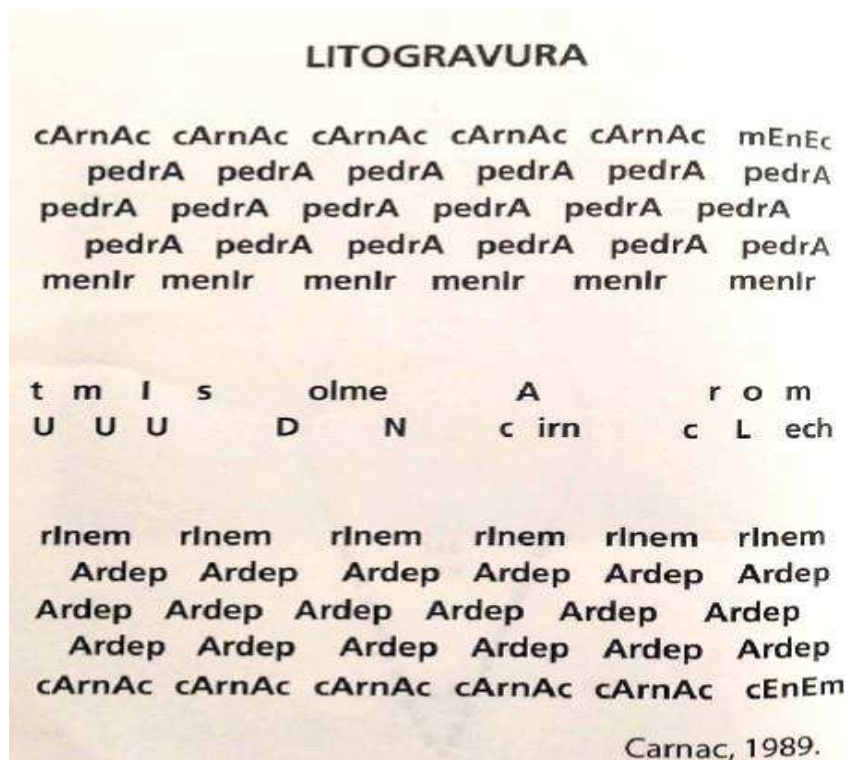 LITOGRAVURA
cArnAc cArnAc cArnAc cArnAc cArnAc mEnEc
pedrA pedrA pedrA pedrA pedrA pedrA
pedrA pedrA pedrA pedrA pedrA pedrA
pedrA pedrA pedrA pedrA pedrA pedrA
menIr menIr menIr menIr menIr menIr
t m l s olme A r o m
U U U D N c irn c L ech
rInem rInem rInem rInem rInem rInem
Ardep Ardep Ardep Ardep Ardep Ardep
Ardep Ardep Ardep Ardep Ardep Ardep
Ardep Ardep Ardep Ardep Ardep Ardep
cArnAc cArnAc cArnAc cArnAc cArnAc cEnEm
Carnac, 1989.